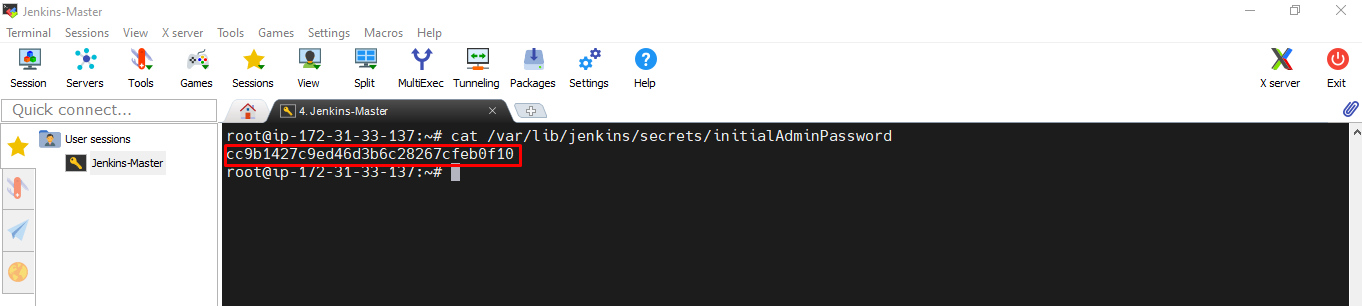 Jenkins-Master
Terminal Sessions View X server Tools Games Settings Macros Help
Session Servers Tools Games Sessions View Split MultiExec Tunneling Packages Settings Help X server Exit
Quick connect...
4. Jenkins-Master
User sessions
Jenkins-Master
root@ip-172-31-33-137:~# cat /var/lib/jenkins/secrets/initialAdminPassword
cc9b1427c9ed46d3b6c28267cfeb0f10
root@ip-172-31-33-137:~#